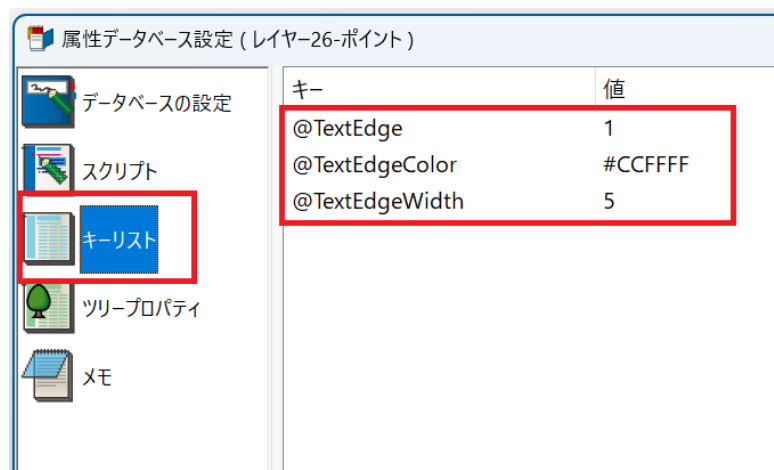 属性データベース設定 ( レイヤー26-ポイント )
データベースの設定
スクリプト
キーリスト
ツリープロパティ
メモ
キー 値
@TextEdge 1
@TextEdgeColor #CCFFFF
@TextEdgeWidth 5